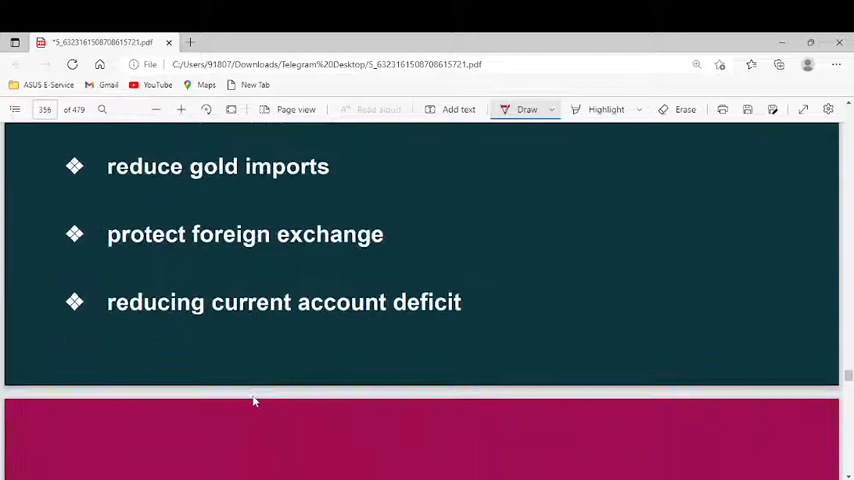 *5_6323161508708615721.pdf
File C:/Users/91807/Downloads/Telegram%20Desktop/5_6323161508708615721.pdf
ASUS E-Service Gmail YouTube Maps New Tab
356 of 479 Page view Read aloud Add text Draw Highlight Erase
reduce gold imports
protect foreign exchange
reducing current account deficit